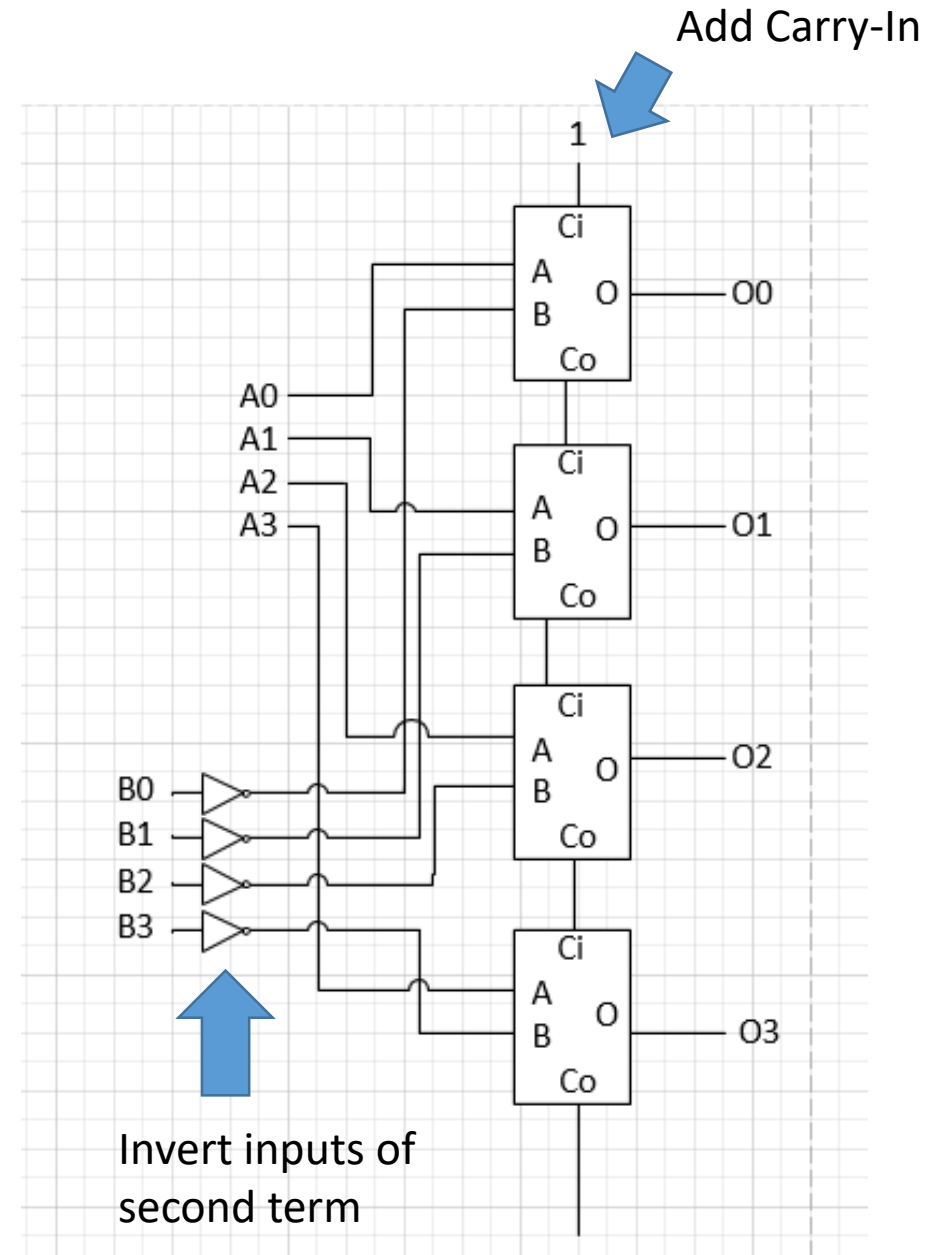 Add Carry-In
1
Ci
A
B
O
Co
O0
A0
A1
A2
A3
Ci
A
B
O
Co
O1
Ci
A
B
O
Co
O2
B0
B1
B2
B3
Ci
A
B
O
Co
O3
Invert inputs of
second term